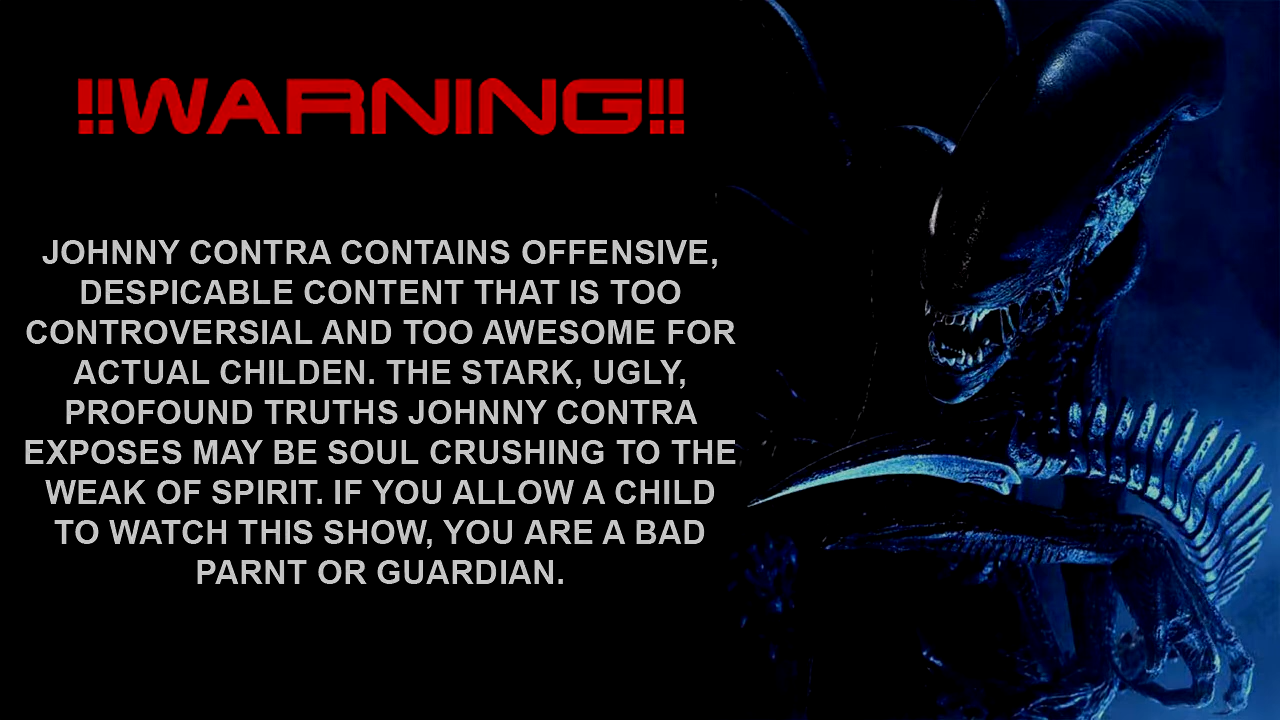 !!WARNING!!
JOHNNY CONTRA CONTAINS OFFENSIVE,
DESPICABLE CONTENT THAT IS TOO
CONTROVERSIAL AND TOO AWESOME FOR
ACTUAL CHILDEN. THE STARK, UGLY,
PROFOUND TRUTHS JOHNNY CONTRA
EXPOSES MAY BE SOUL CRUSHING TO THE
WEAK OF SPIRIT. IF YOU ALLOW A CHILD
TO WATCH THIS SHOW, YOU ARE A BAD
PARNT OR GUARDIAN.